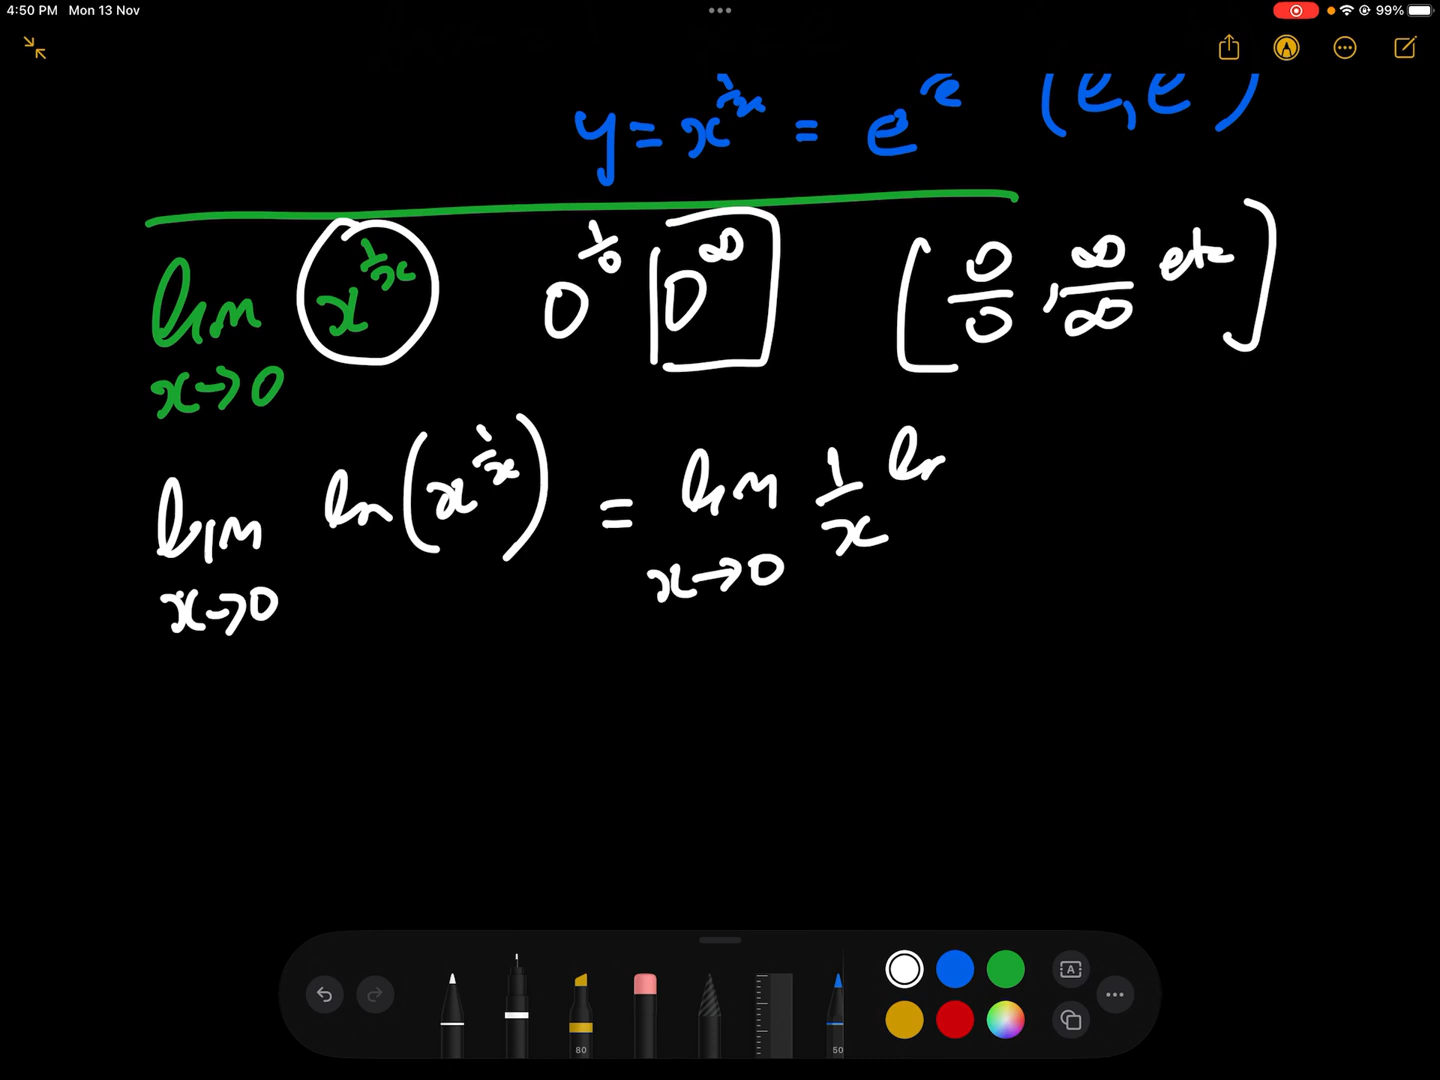 4:50 PM Mon 13 Nov 99%
y = x^(1/x) = e^(1/e) (e, e )
lim x→0 x^(1/x) 0^(1/0) 0^∞ [0/0, ∞/∞ etc]
lim x→0 ln(x^(1/x)) = lim x→0 1/x ln
80 50 A